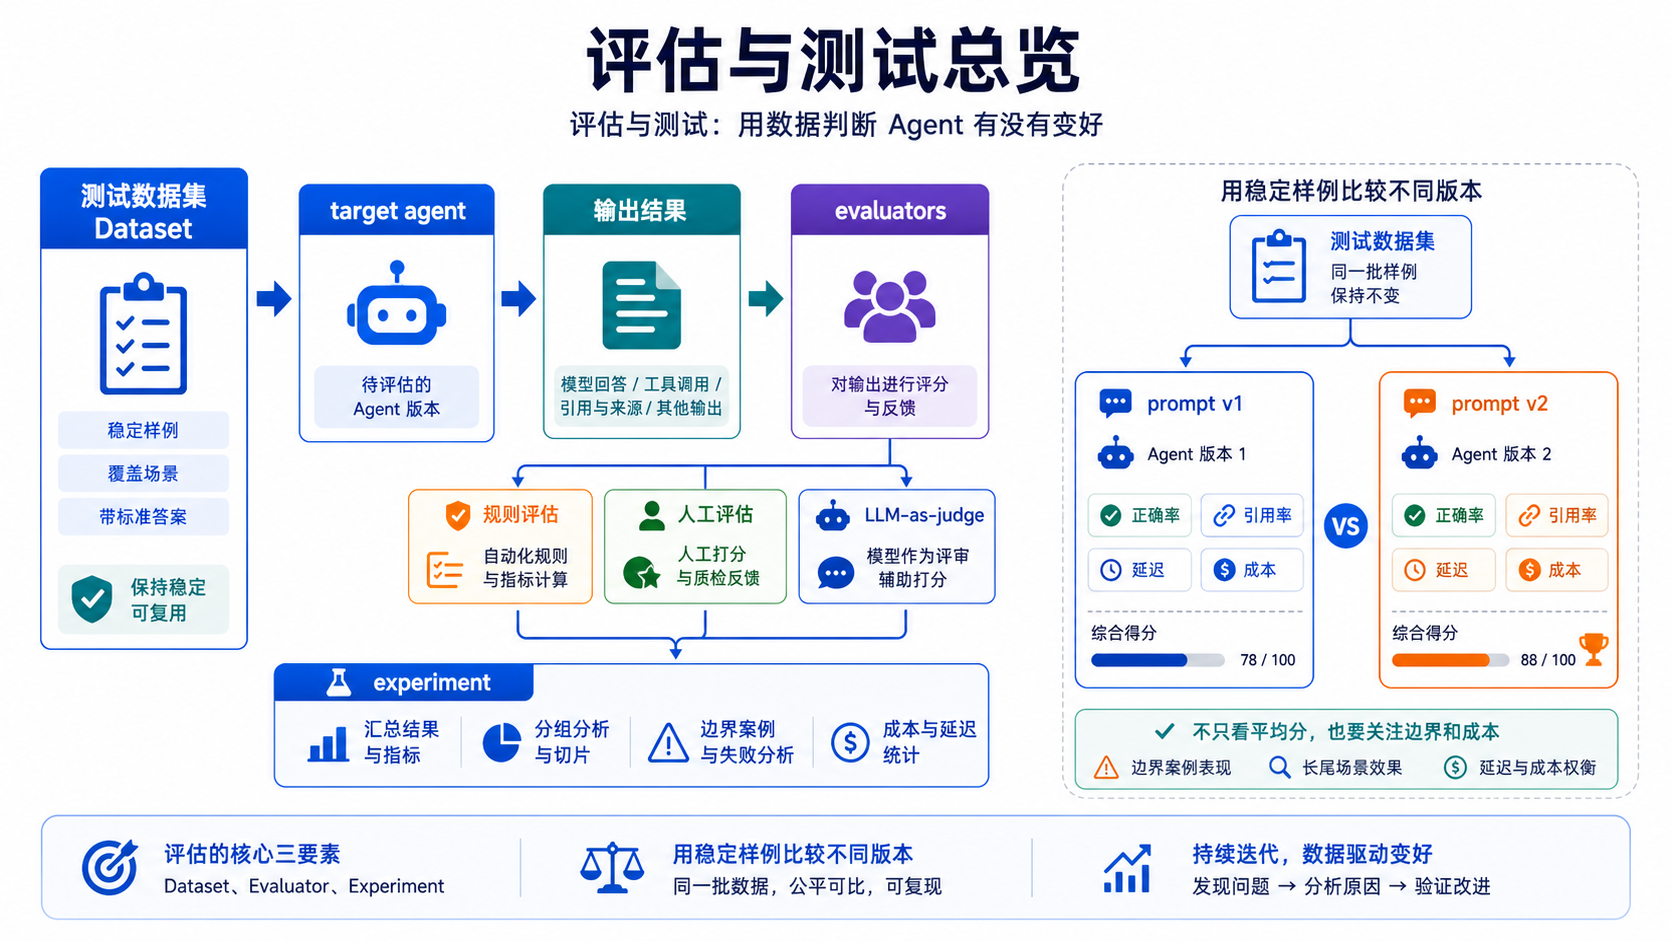 评估与测试总览
评估与测试：用数据判断 Agent 有没有变好
测试数据集
Dataset
稳定样例
覆盖场景
带标准答案
保持稳定
可复用
target agent
待评估的
Agent 版本
输出结果
模型回答 / 工具调用 /
引用与来源 / 其他输出
evaluators
对输出进行评分
与反馈
规则评估
自动化规则
与指标计算
人工评估
人工打分
与质检反馈
LLM-as-judge
模型作为评审
辅助打分
experiment
汇总结果
与指标
分组分析
与切片
边界案例
与失败分析
成本与延迟
统计
用稳定样例比较不同版本
测试数据集
同一批样例
保持不变
prompt v1
Agent 版本 1
正确率
引用率
延迟
成本
综合得分
78 / 100
VS
prompt v2
Agent 版本 2
正确率
引用率
延迟
成本
综合得分
88 / 100
不只看平均分，也要关注边界和成本
边界案例表现
长尾场景效果
延迟与成本权衡
评估的核心三要素
Dataset、Evaluator、Experiment
用稳定样例比较不同版本
同一批数据，公平可比，可复现
持续迭代，数据驱动变好
发现问题 → 分析原因 → 验证改进